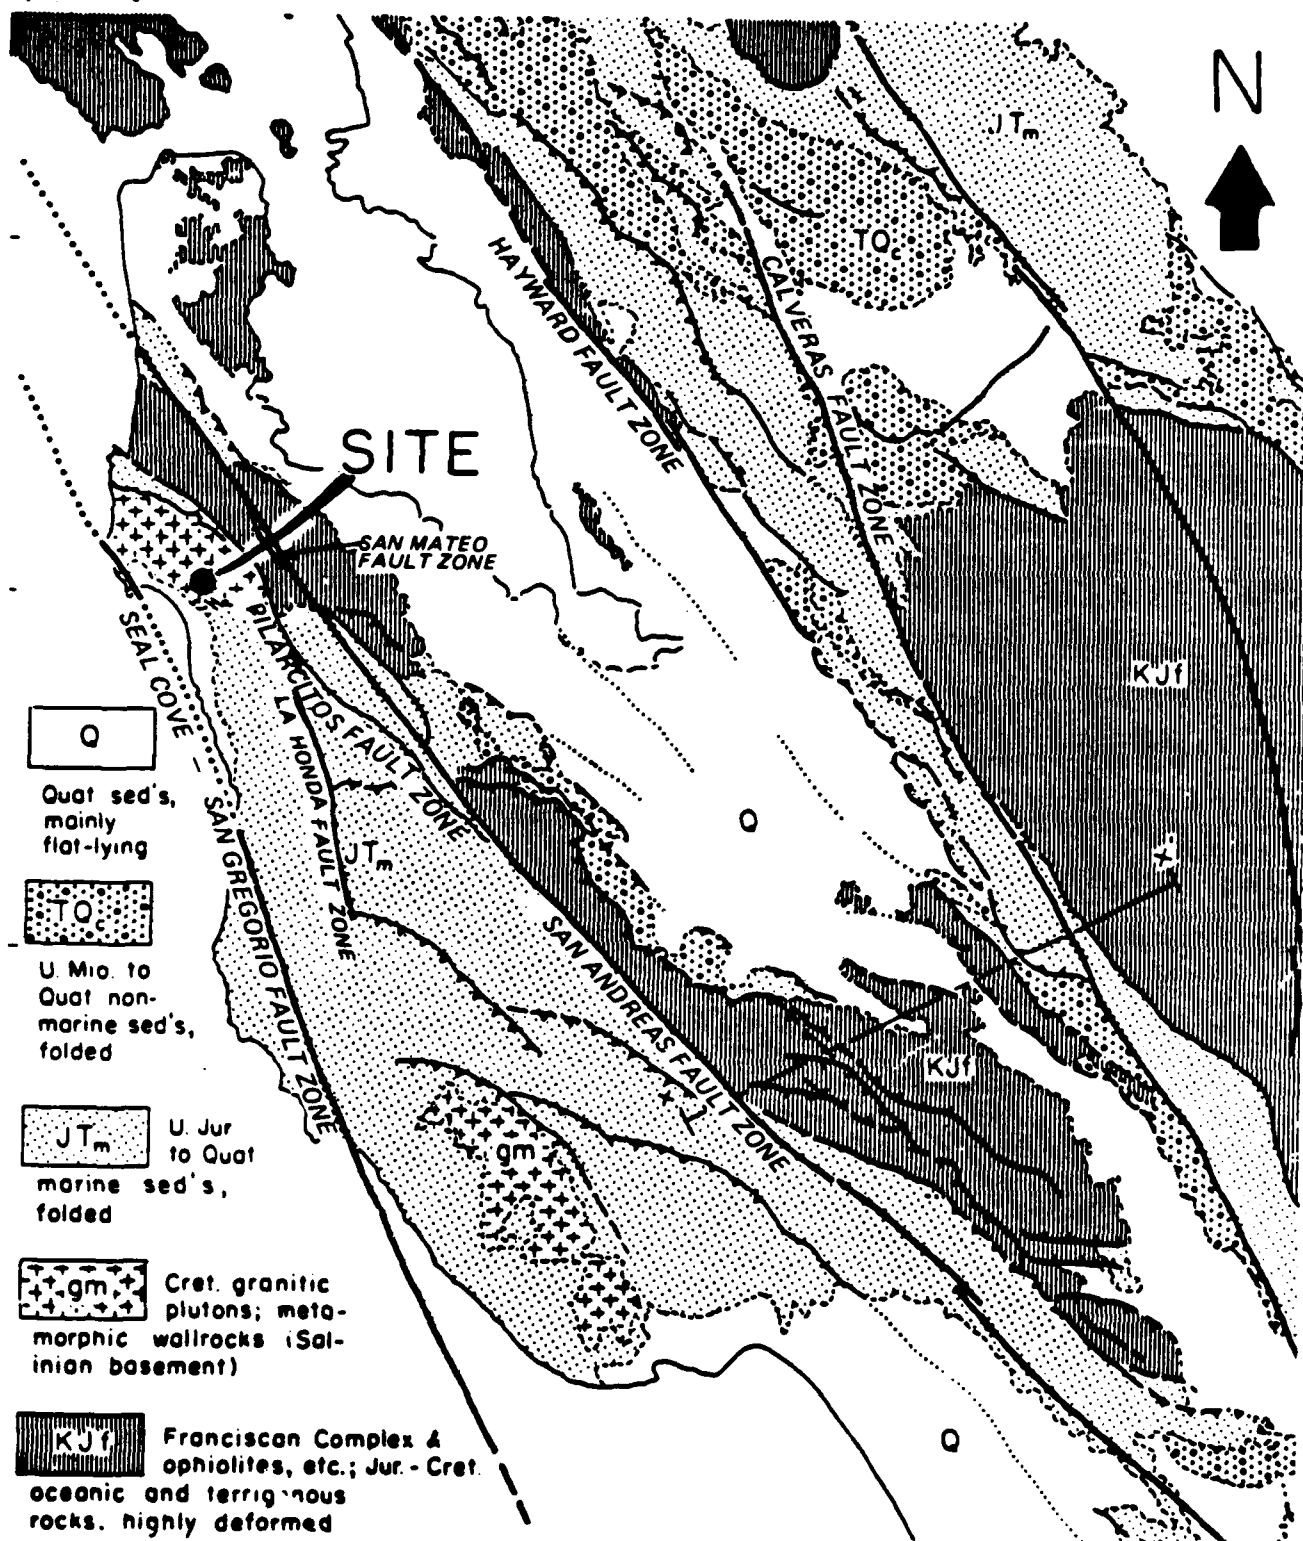 N
JTm
TQc
HAYWARD FAULT ZONE
CALVERAS FAULT ZONE
SITE
SAN MATEO
FAULT ZONE
PILARCITOS FAULT ZONE
SEAL COVE - SAN GREGORIO FAULT ZONE
LA HONDA FAULT ZONE
KJf
Q
JTm
SAN ANDREAS FAULT ZONE
KJf
gm
Q
Q
Quat sed's,
mainly
flat-lying
TQc
U. Mio. to
Quat non-
marine sed's,
folded
JTm
U. Jur
to Quat
marine sed's,
folded
gm
Cret. granitic
plutons; meta-
morphic wallrocks (Sal-
inian basement)
KJf
Franciscan Complex &
ophiolites, etc.; Jur.- Cret.
oceanic and terrig nous
rocks. highly deformed